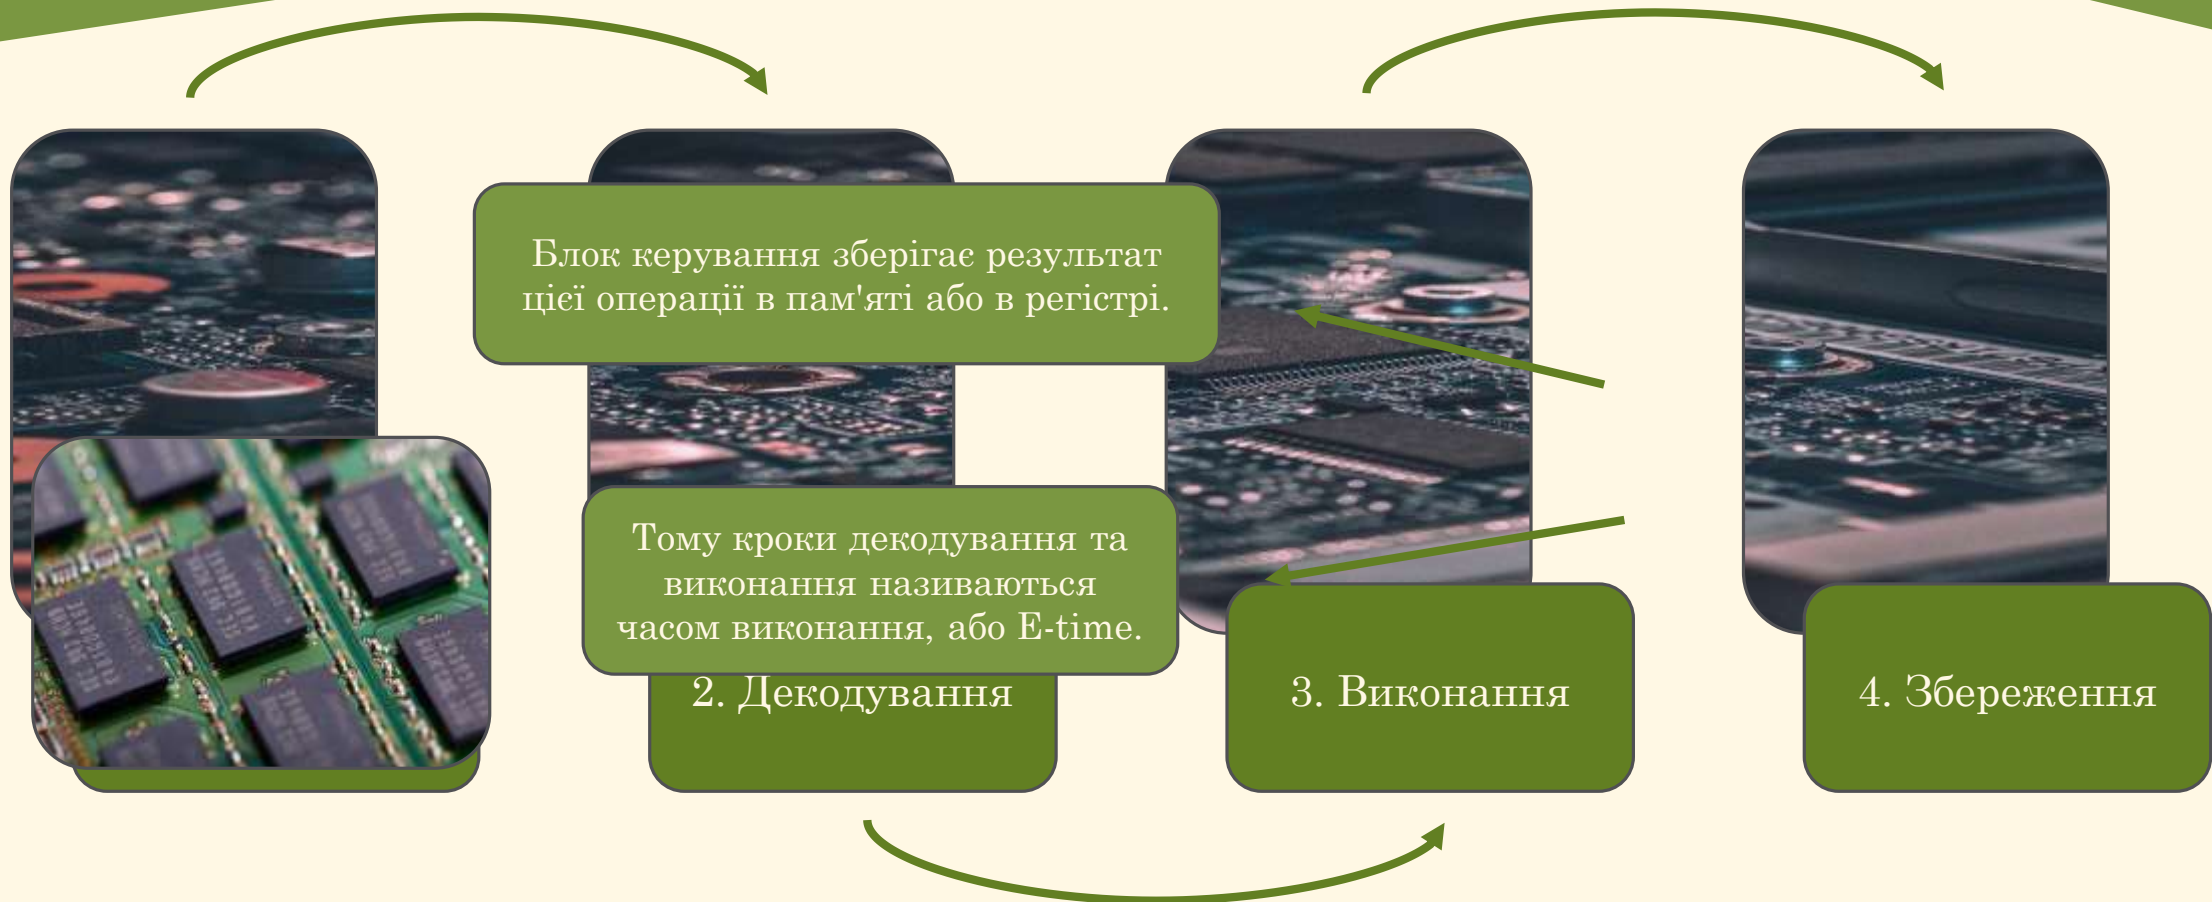 Блок керування зберігає результат
цієї операції в пам'яті або в регістрі.
Тому кроки декодування та
виконання називаються
часом виконання, або E-time.
2. Декодування
3. Виконання
4. Збереження